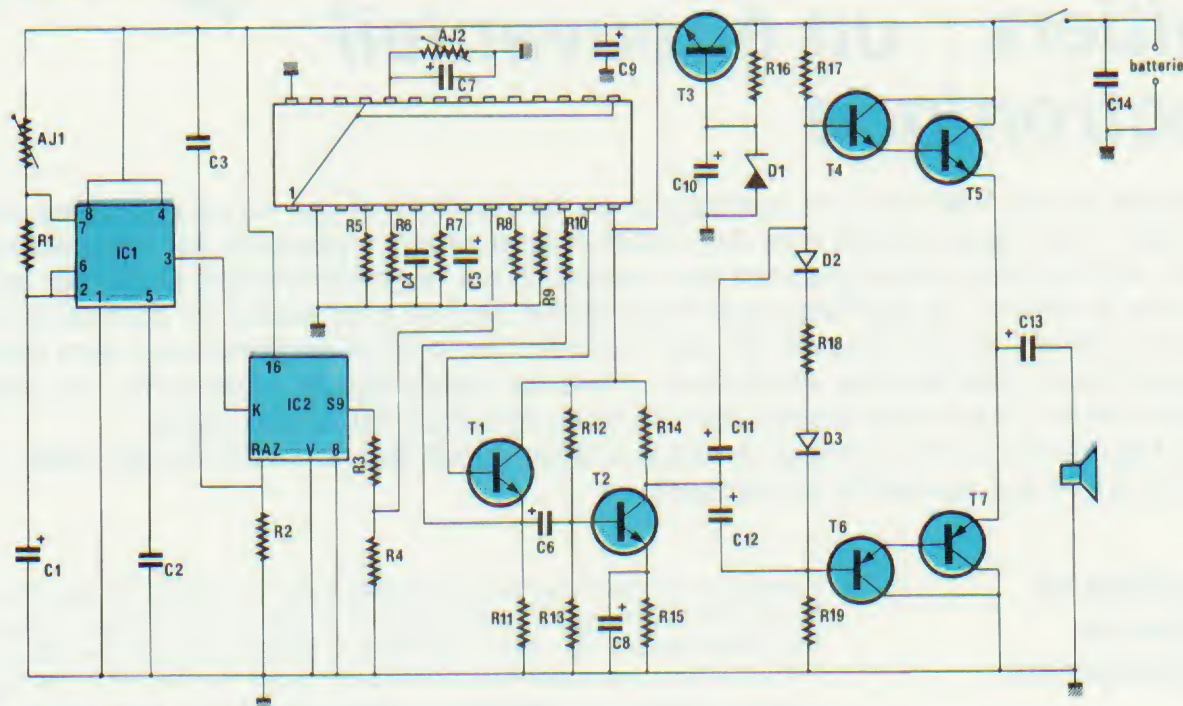 AJ2
C7
C9
T3
R16
R17
batterie
C14
AJ1
C3
1
T4
T5
C10
D1
8
4
7
IC1
3
R1
6
2
1
5
R5
R6
C4
R7
C5
R8
R9
R10
D2
C13
R18
16
K
IC2
S9
RAZ
V
8
R3
T1
R12
R14
C11
D3
T2
C6
C12
T6
T7
C1
C2
R2
R4
R11
R13
C8
R15
R19